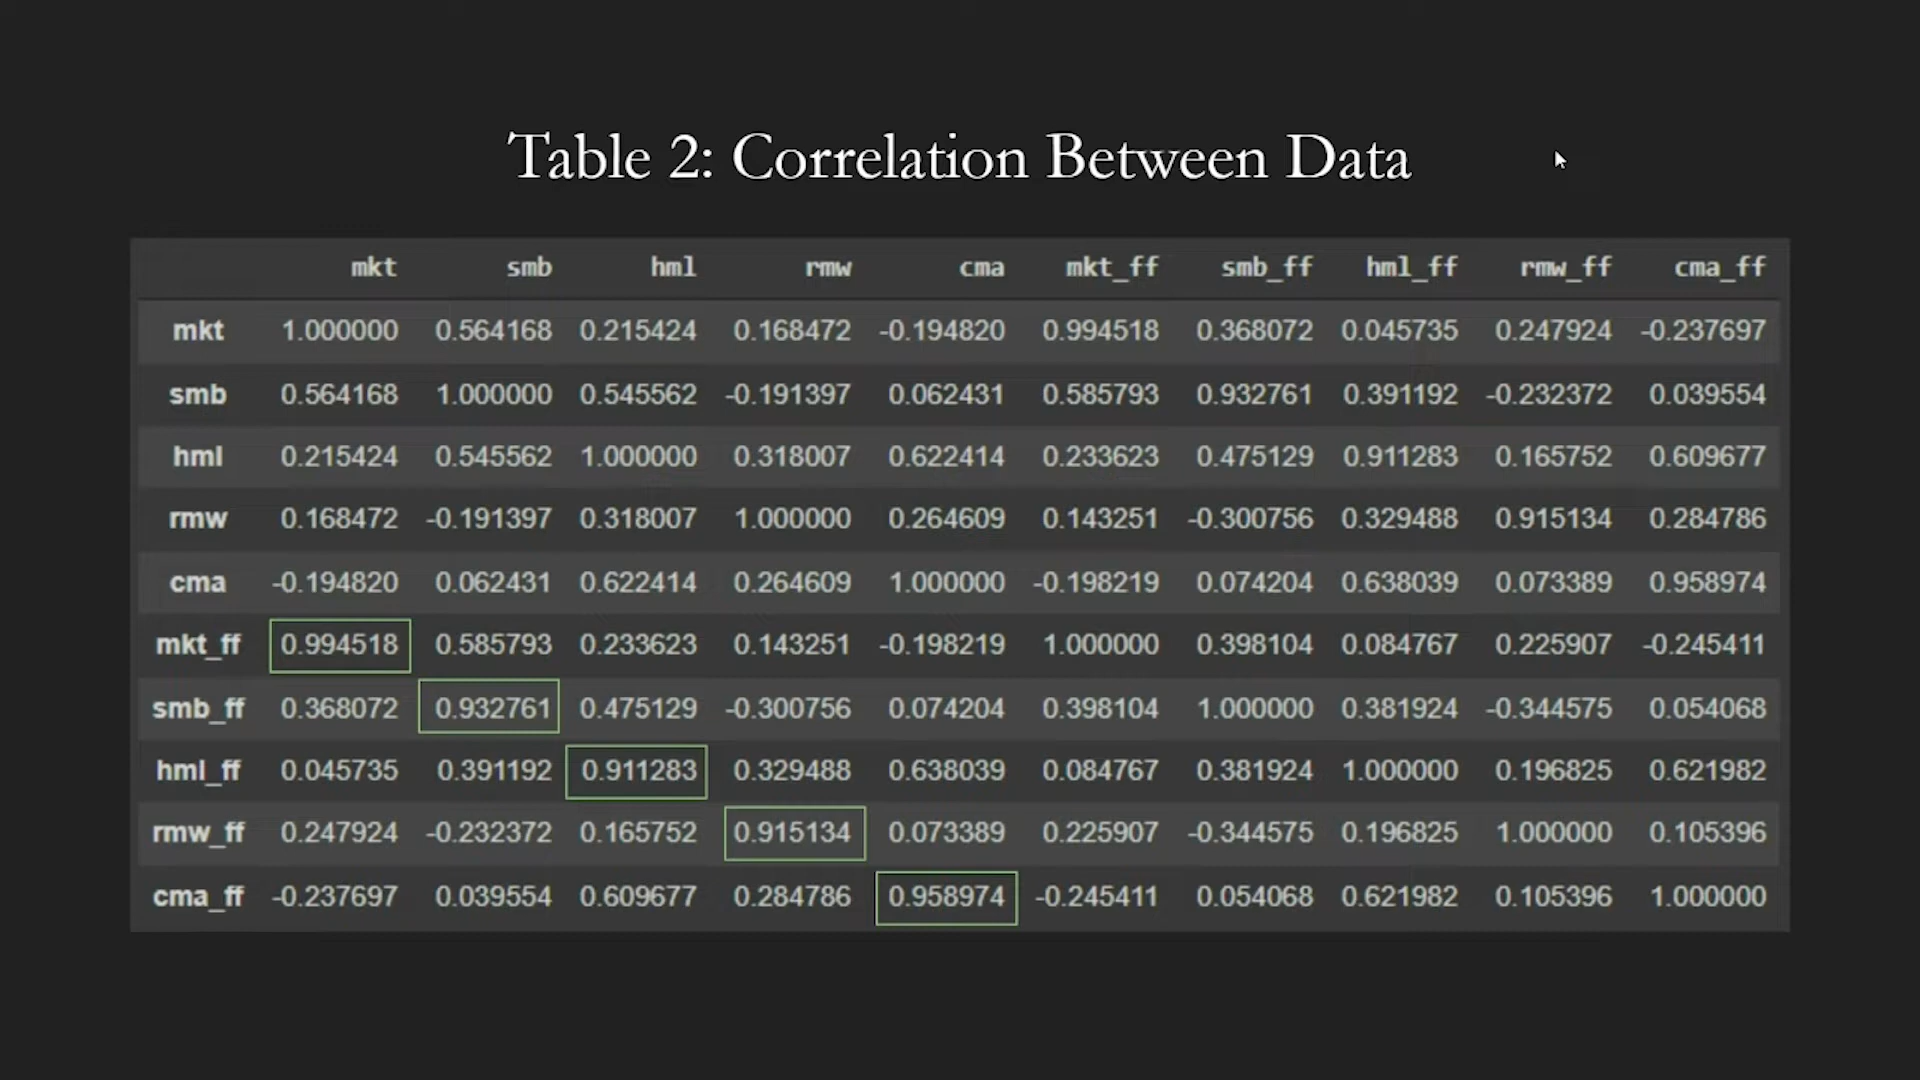 Table 2: Correlation Between Data
mkt smb hml rmw cma mkt_ff smb_ff hml_ff rmw_ff cma_ff
mkt 1.000000 0.564168 0.215424 0.168472 -0.194820 0.994518 0.368072 0.045735 0.247924 -0.237697
smb 0.564168 1.000000 0.545562 -0.191397 0.062431 0.585793 0.932761 0.391192 -0.232372 0.039554
hml 0.215424 0.545562 1.000000 0.318007 0.622414 0.233623 0.475129 0.911283 0.165752 0.609677
rmw 0.168472 -0.191397 0.318007 1.000000 0.264609 0.143251 -0.300756 0.329488 0.915134 0.284786
cma -0.194820 0.062431 0.622414 0.264609 1.000000 -0.198219 0.074204 0.638039 0.073389 0.958974
mkt_ff 0.994518 0.585793 0.233623 0.143251 -0.198219 1.000000 0.398104 0.084767 0.225907 -0.245411
smb_ff 0.368072 0.932761 0.475129 -0.300756 0.074204 0.398104 1.000000 0.381924 -0.344575 0.054068
hml_ff 0.045735 0.391192 0.911283 0.329488 0.638039 0.084767 0.381924 1.000000 0.196825 0.621982
rmw_ff 0.247924 -0.232372 0.165752 0.915134 0.073389 0.225907 -0.344575 0.196825 1.000000 0.105396
cma_ff -0.237697 0.039554 0.609677 0.284786 0.958974 -0.245411 0.054068 0.621982 0.105396 1.000000